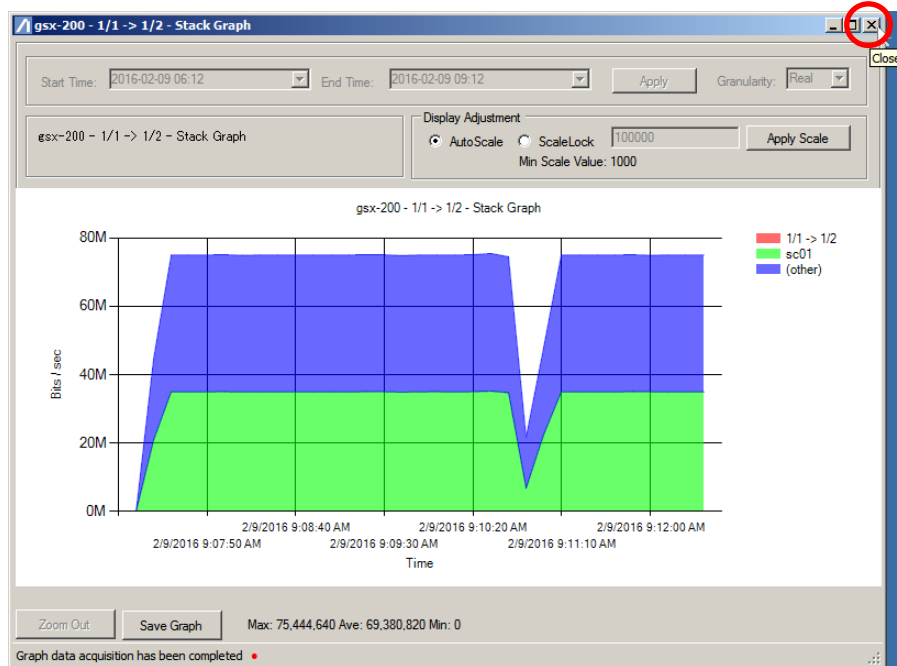 gsx-200 - 1/1 -> 1/2 - Stack Graph
Close
Start Time: 2016-02-09 06:12 End Time: 2016-02-09 09:12 Apply Granularity: Real
gsx-200 - 1/1 -> 1/2 - Stack Graph
Display Adjustment
AutoScale ScaleLock 100000 Apply Scale
Min Scale Value: 1000
gsx-200 - 1/1 -> 1/2 - Stack Graph
80M
60M
40M
20M
0M
Bits / sec
1/1 -> 1/2
sc01
(other)
2/9/2016 9:08:40 AM 2/9/2016 9:10:20 AM 2/9/2016 9:12:00 AM
2/9/2016 9:07:50 AM 2/9/2016 9:09:30 AM 2/9/2016 9:11:10 AM
Time
Zoom Out Save Graph Max: 75,444,640 Ave: 69,380,820 Min: 0
Graph data acquisition has been completed